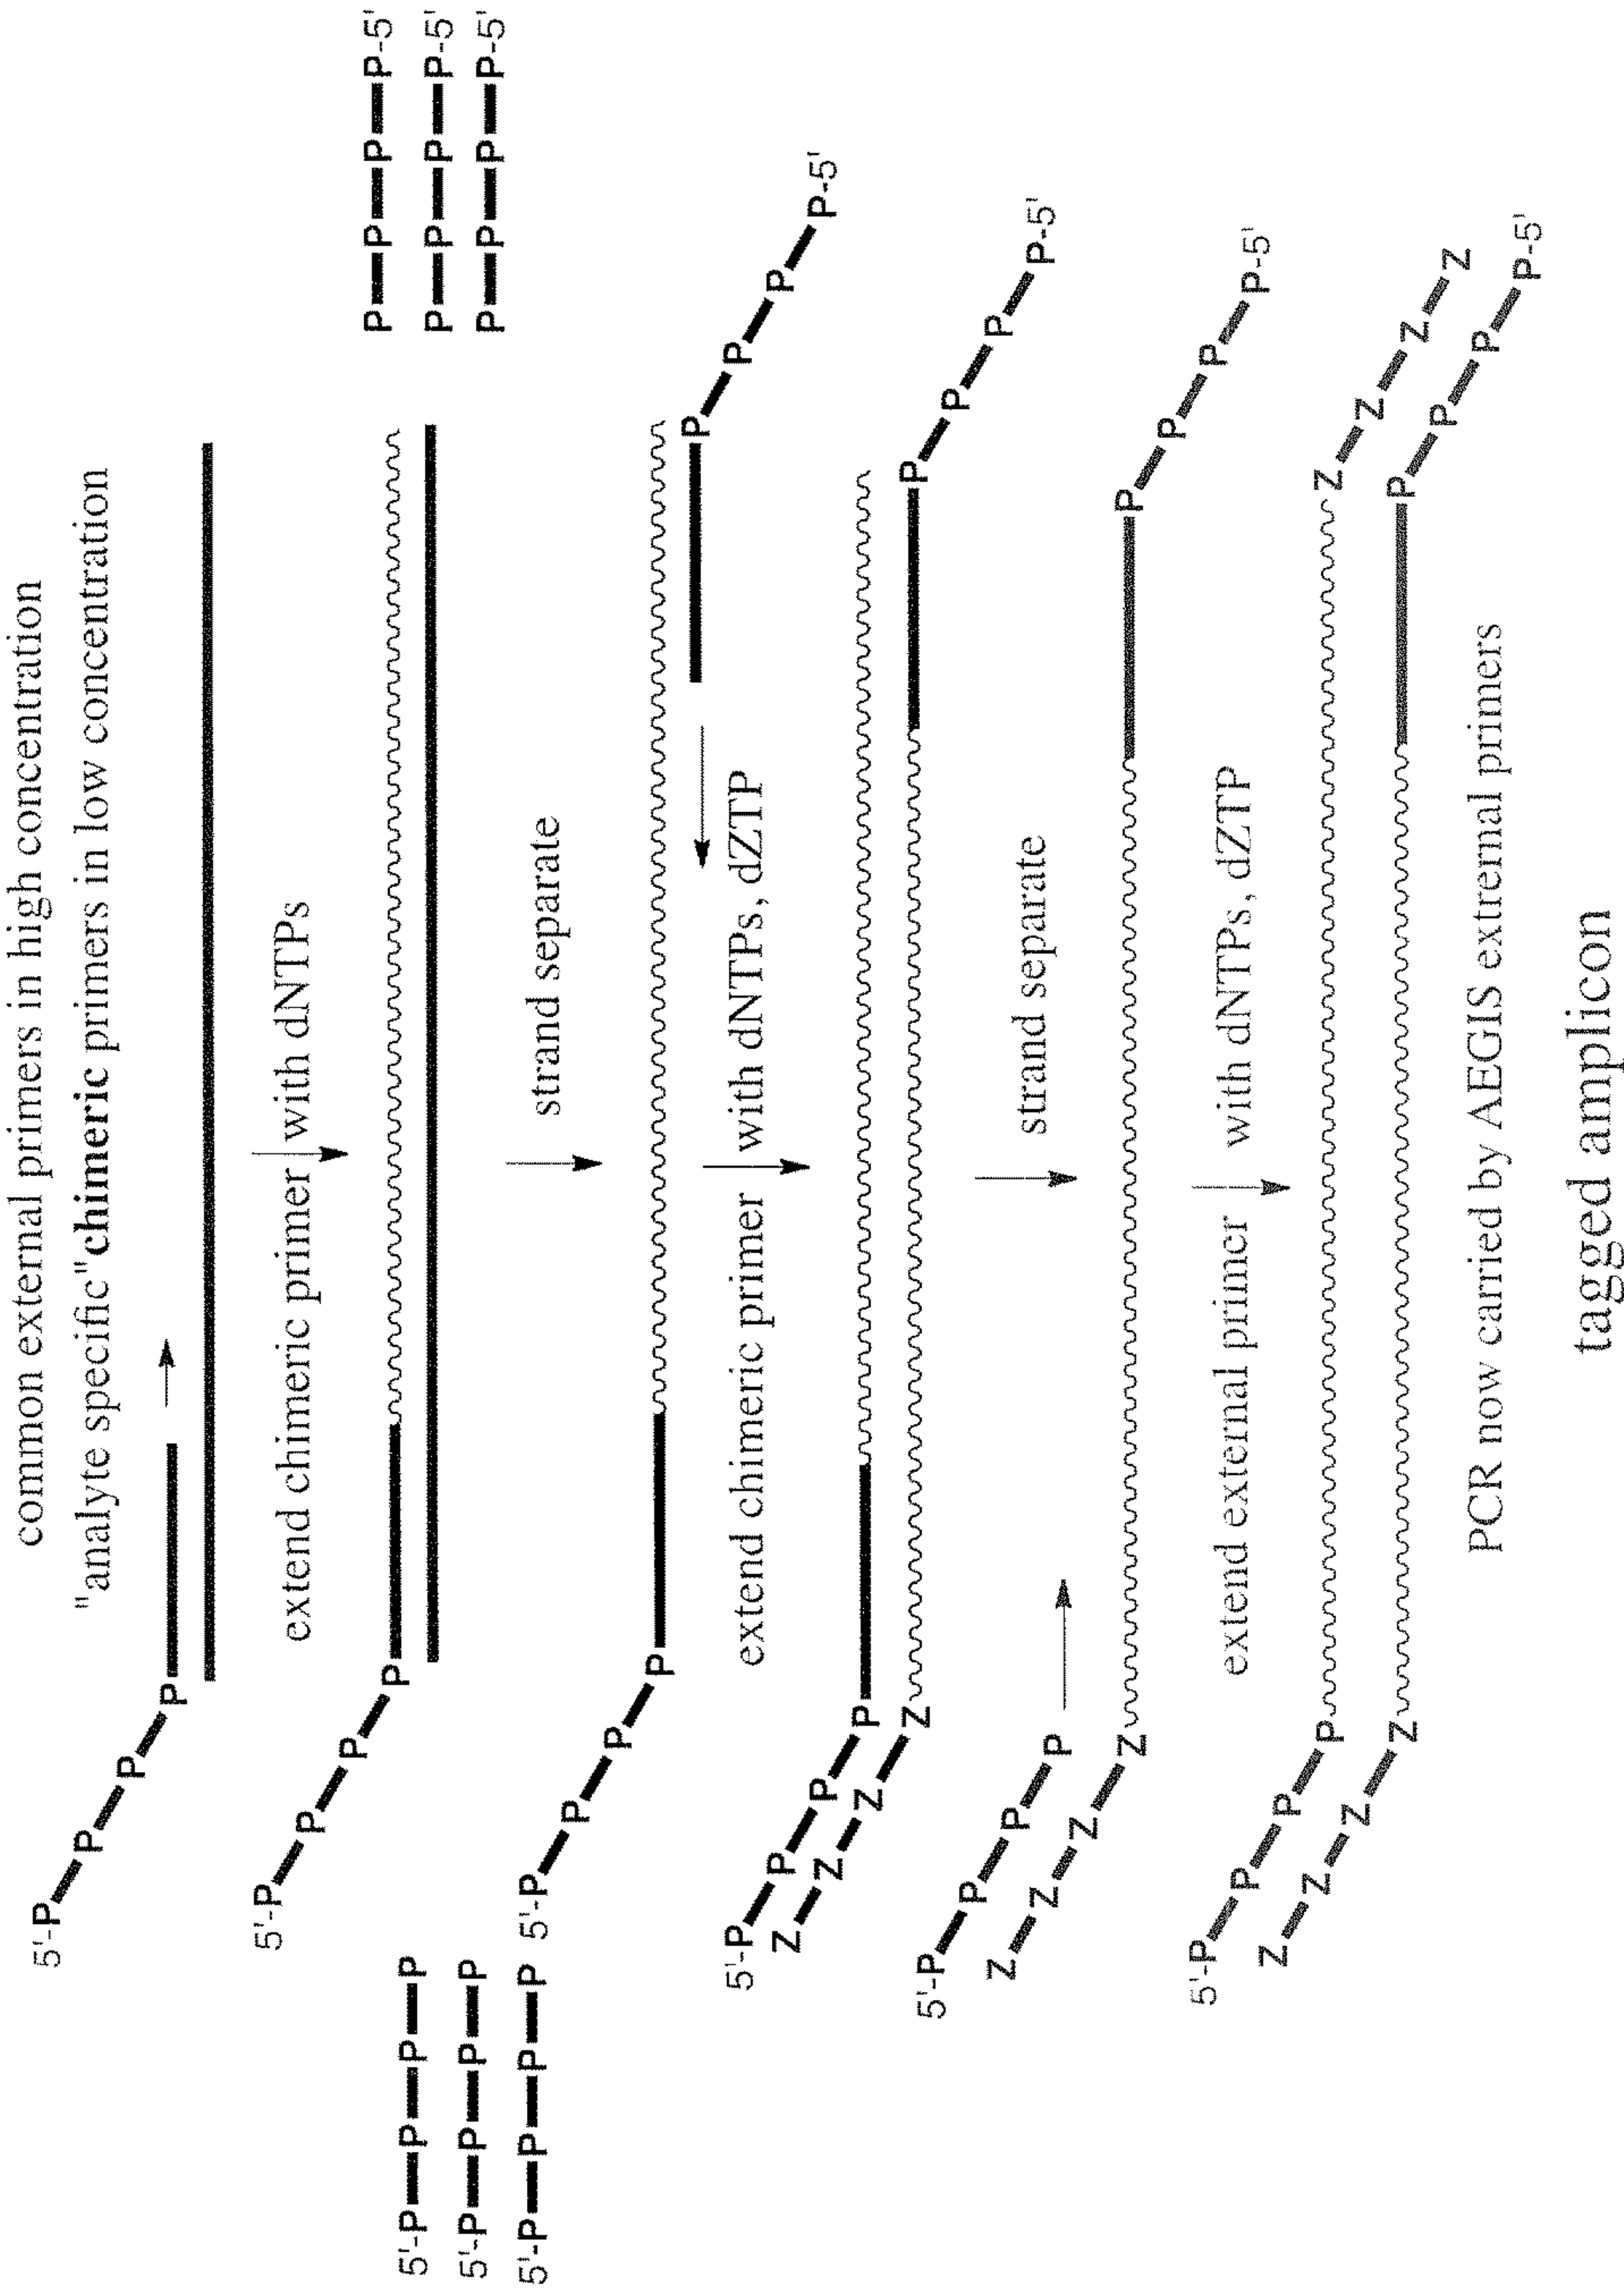 common external primers in high concentration
"analyte specific"chimeric primers in low concentration
5'-P P P P
extend chimeric primer with dNTPs
5'-P P P P
P P P P-5'
P P P P-5'
P P P P-5'
5'-P P P P
5'-P P P P
5'-P P P P
strand separate
5'-P P P P
P P P P-5'
extend chimeric primer with dNTPs, dZTP
5'-P P P P
Z Z Z Z
P P P P-5'
strand separate
5'-P P P P
Z Z Z Z
P P P P-5'
extend external primer with dNTPs, dZTP
5'-P P P P
Z Z Z Z
Z Z Z Z
P P P P-5'
PCR now carried by AEGIS extrernal primers
tagged amplicon